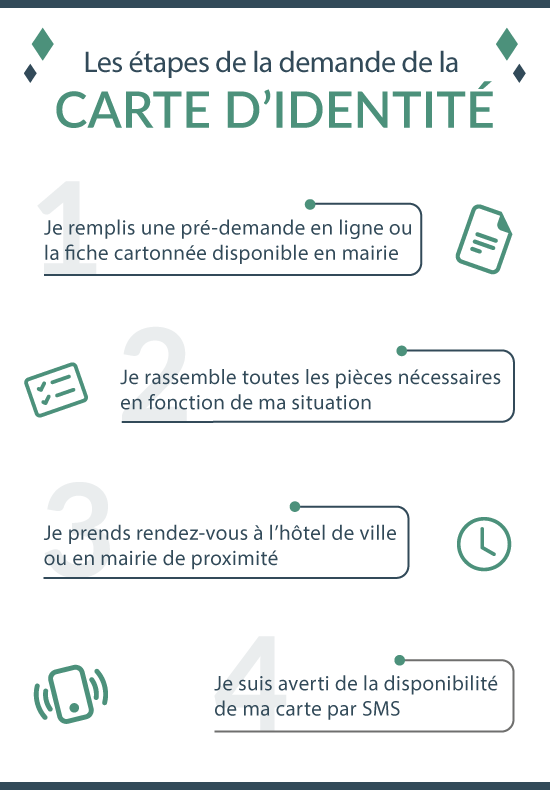 Les étapes de la demande de la
CARTE D’IDENTITÉ
1
Je remplis une pré-demande en ligne ou
la fiche cartonnée disponible en mairie
2
Je rassemble toutes les pièces nécessaires
en fonction de ma situation
3
Je prends rendez-vous à l’hôtel de ville
ou en mairie de proximité
4
Je suis averti de la disponibilité
de ma carte par SMS